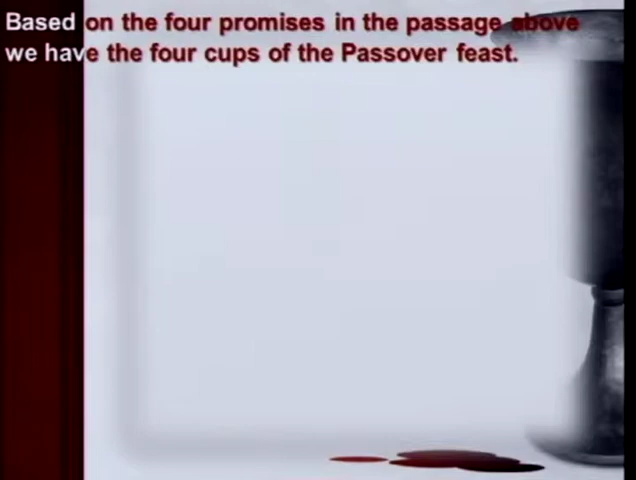 Based on the four promises in the passage above
we have the four cups of the Passover feast.